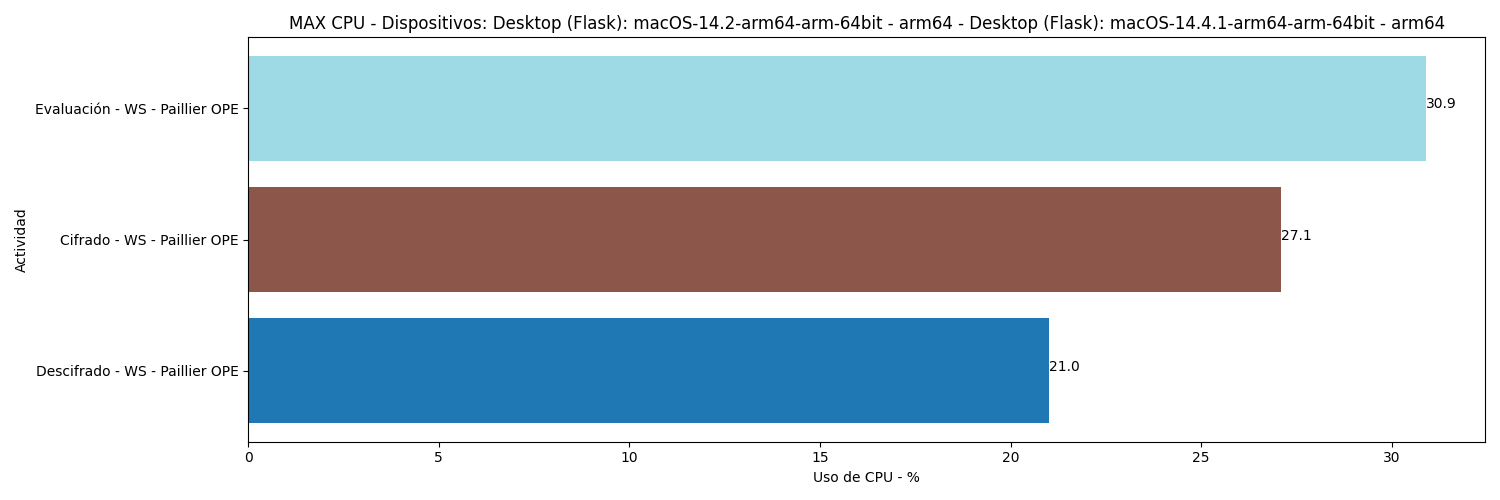 MAX CPU - Dispositivos: Desktop (Flask): macOS-14.2-arm64-arm-64bit - arm64 - Desktop (Flask): macOS-14.4.1-arm64-arm-64bit - arm64
Actividad
Evaluación - WS - Paillier OPE
30.9
Cifrado - WS - Paillier OPE
27.1
Descifrado - WS - Paillier OPE
21.0
0 5 10 15 20 25 30
Uso de CPU - %